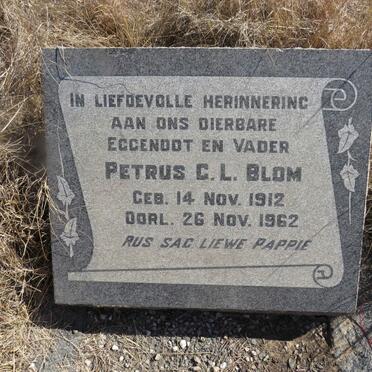 IN LIEFDEVOLLE HERINNERING
AAN ONS DIERBARE
EGGENOOT EN VADER
PETRUS C. L. BLOM
GEB. 14 NOV. 1912
OORL. 26 NOV. 1962
RUS SAG LIEWE PAPPIE